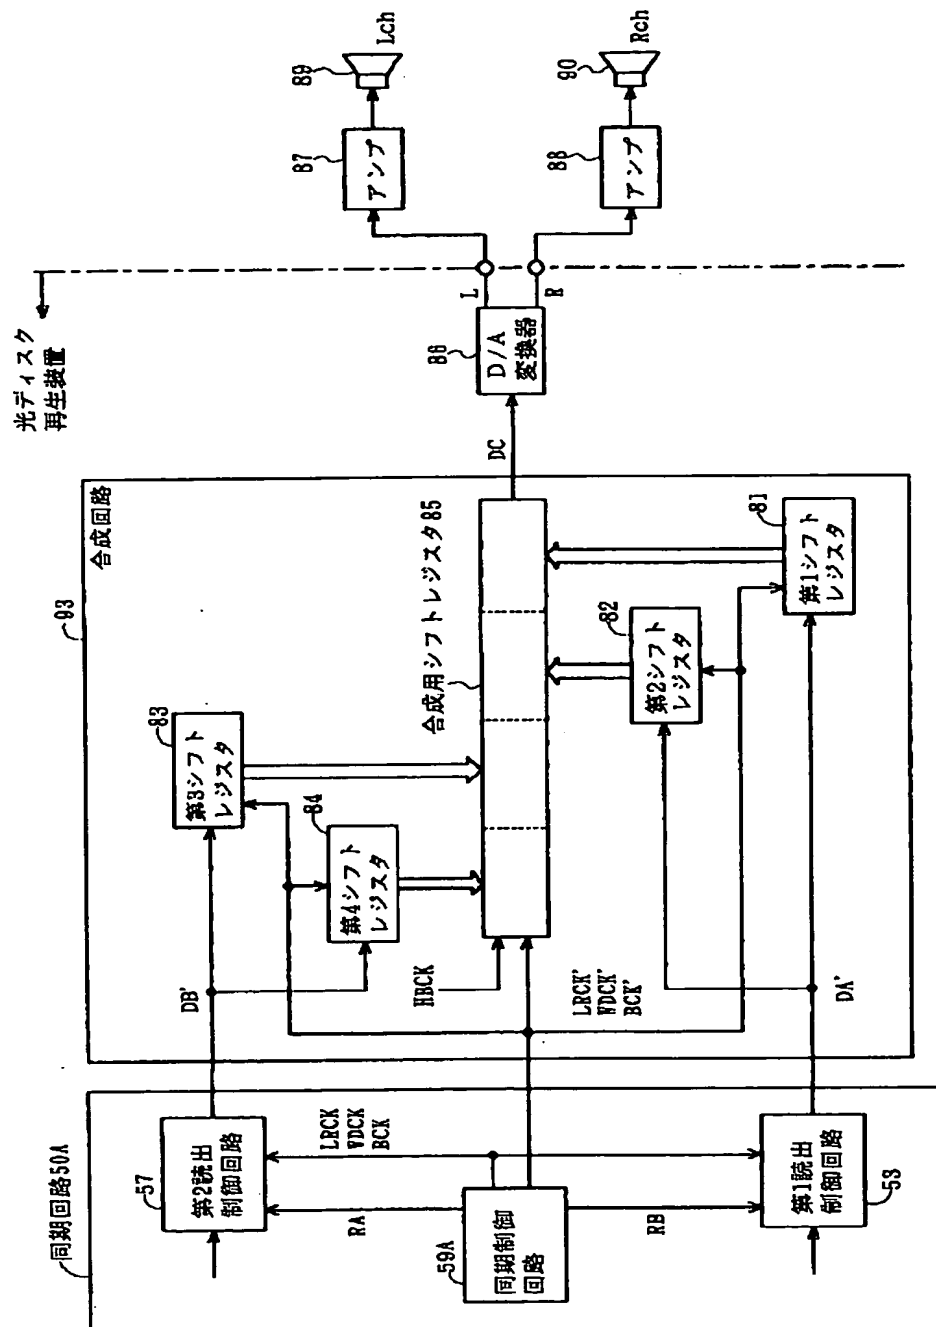 同期回路50A
57
第2読出
制御回路
RA
LRCK
WDCK
BCK
59A
同期制御
回路
RB
第1読出
制御回路
53
93
合成回路
DB'
83
第3シフト
レジスタ
84
第4シフト
レジスタ
HBCK
合成用シフトレジスタ85
LRCK'
WDCK'
BCK'
82
第2シフト
レジスタ
81
第1シフト
レジスタ
DA'
DC
光ディスク
再生装置
86
D/A
変換器
L
R
87
アンプ
88
アンプ
89
Lch
90
Rch